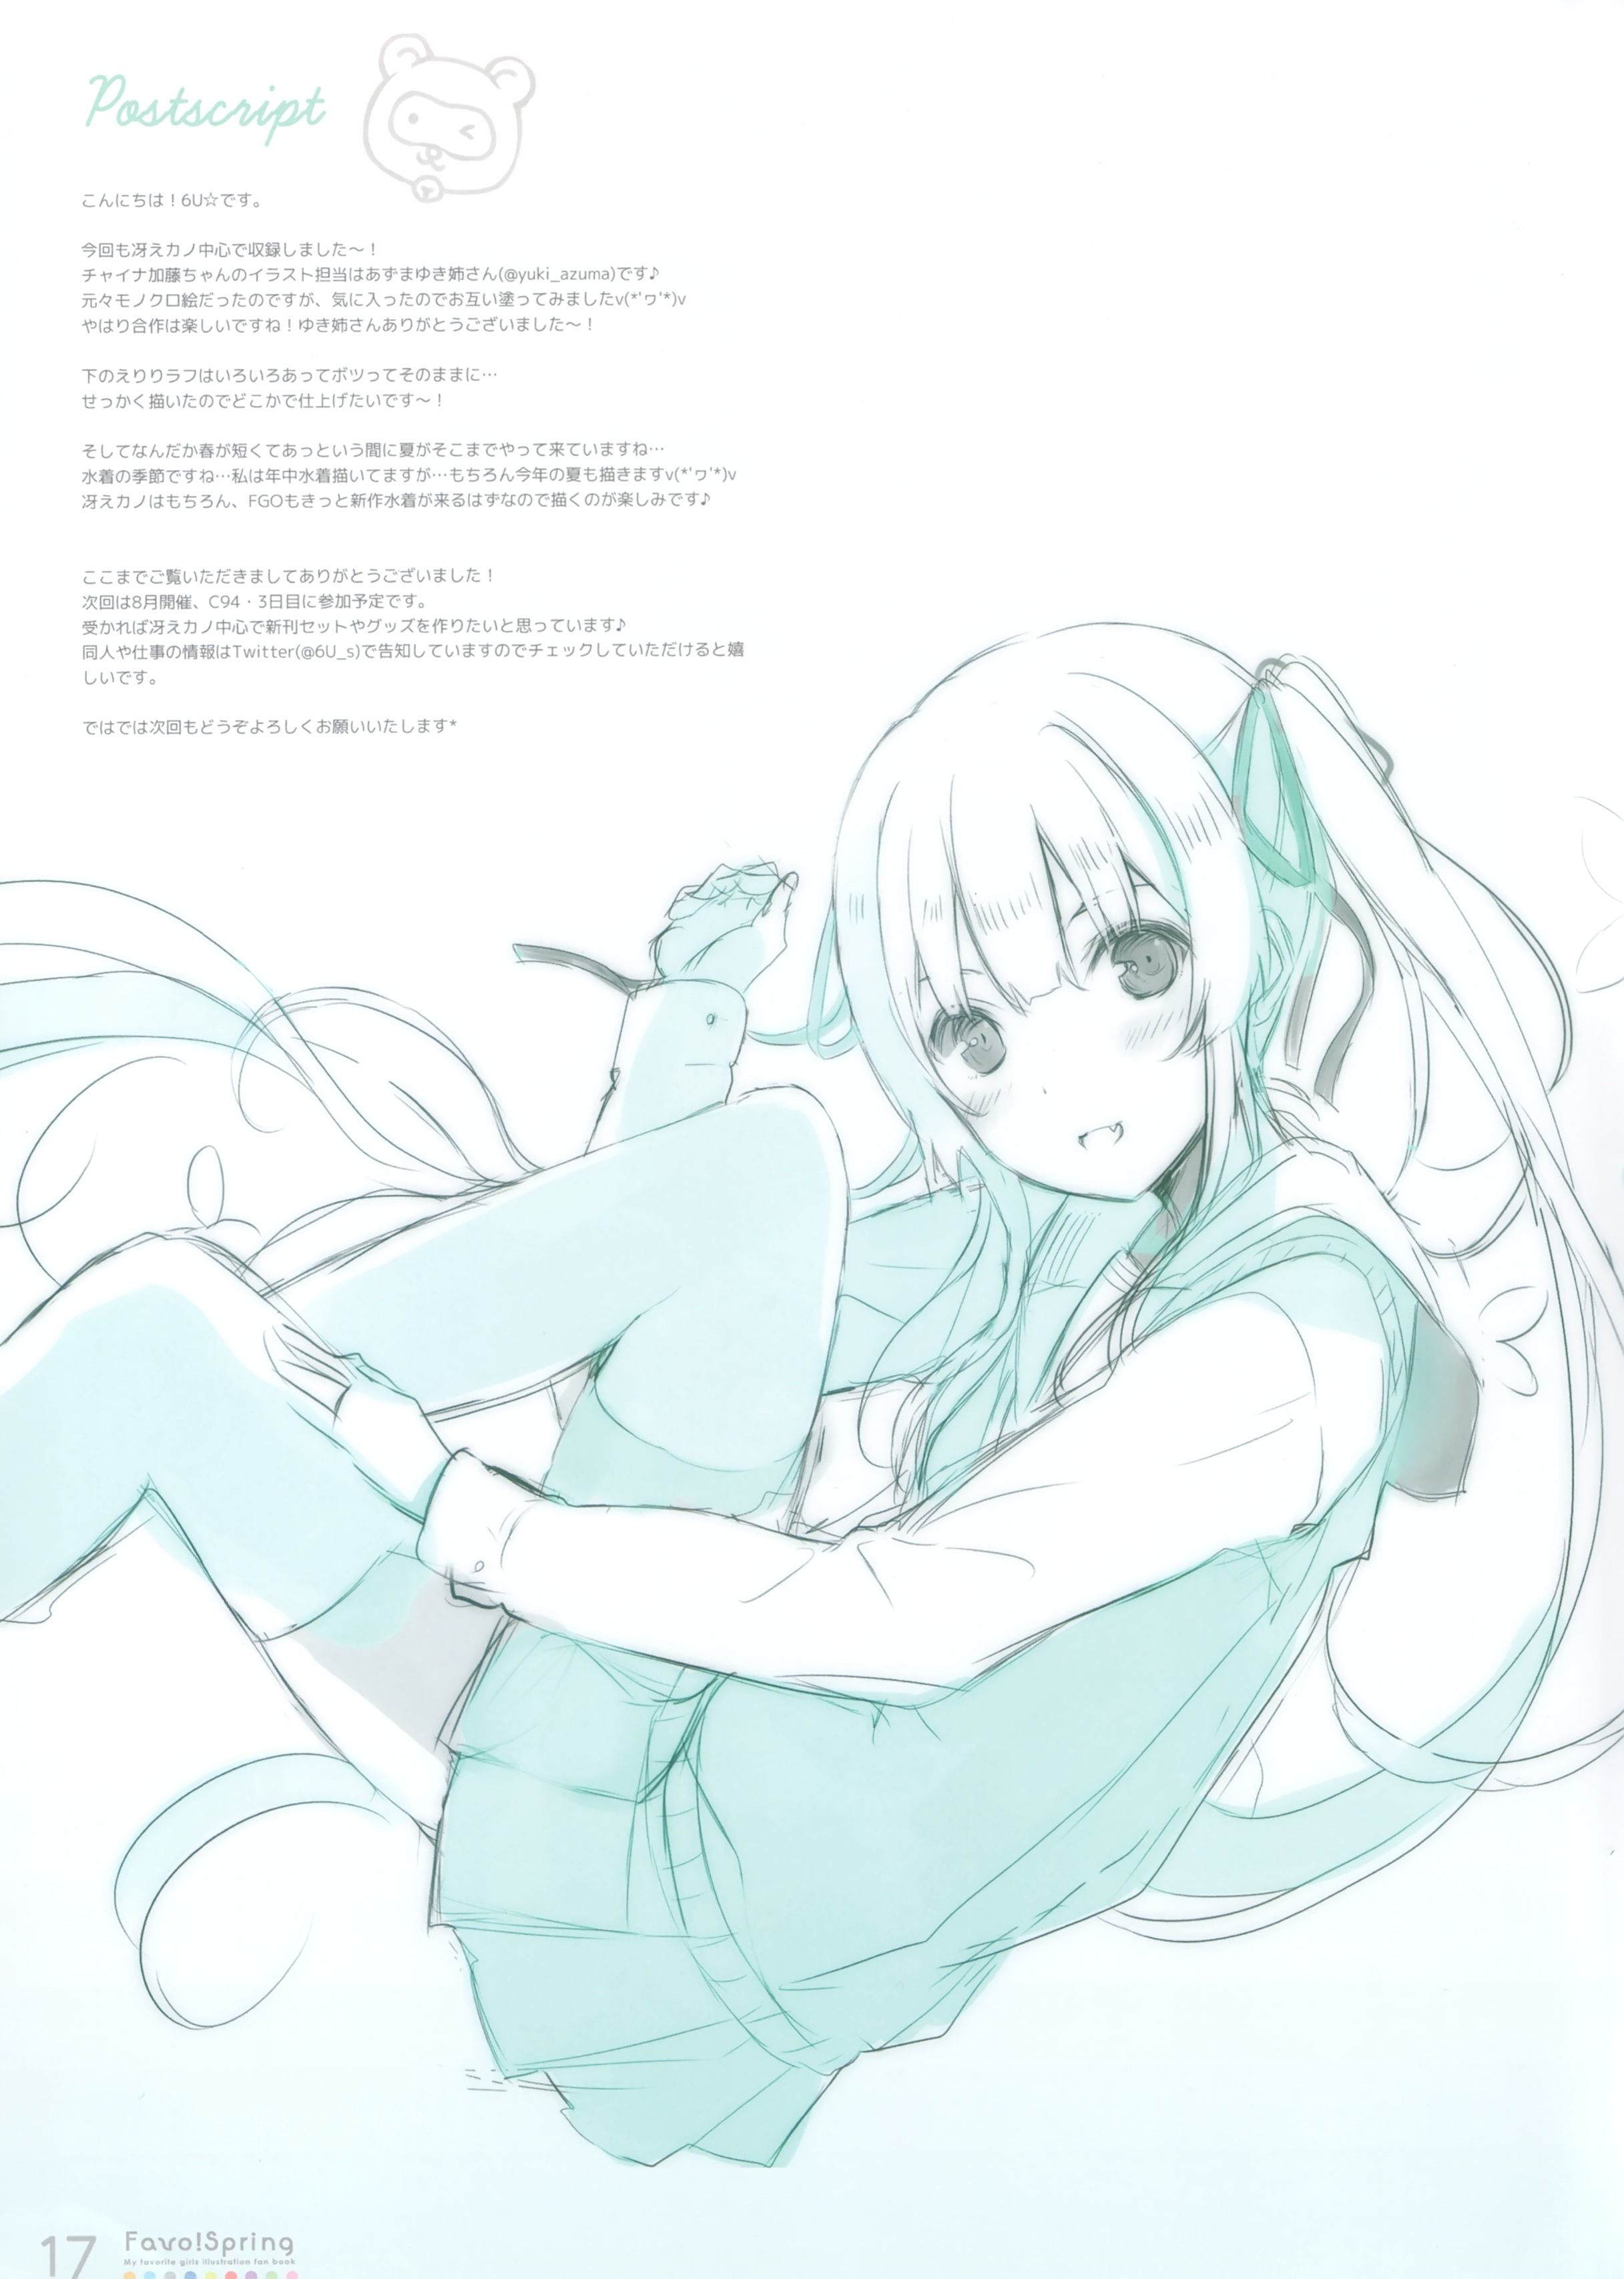 Postscript
こんにちは！6U☆です。
今回も冴えカノ中心で収録しました～！
チャイナ加藤ちゃんのイラスト担当はあずまゆき姉さん(@yuki_azuma)です♪
元々モノクロ絵だったのですが、気に入ったのでお互い塗ってみましたv(*'ヮ'*)v
やはり合作は楽しいですね！ゆき姉さんありがとうございました～！
下のえりりラフはいろいろあってボツってそのままに…
せっかく描いたのでどこかで仕上げたいです～！
そしてなんだか春が短くてあっという間に夏がそこまでやって来ていますね…
水着の季節ですね…私は年中水着描いてますが…もちろん今年の夏も描きますv(*'ヮ'*)v
冴えカノはもちろん、FGOもきっと新作水着が来るはずなので描くのが楽しみです♪
ここまでご覧いただきましてありがとうございました！
次回は8月開催、C94・3日目に参加予定です。
受かれば冴えカノ中心で新刊セットやグッズを作りたいと思っています♪
同人や仕事の情報はTwitter(@6U_s)で告知していますのでチェックしていただけると嬉
しいです。
ではでは次回もどうぞよろしくお願いいたします*
17
Favo!Spring
My favorite girls illustration fan book